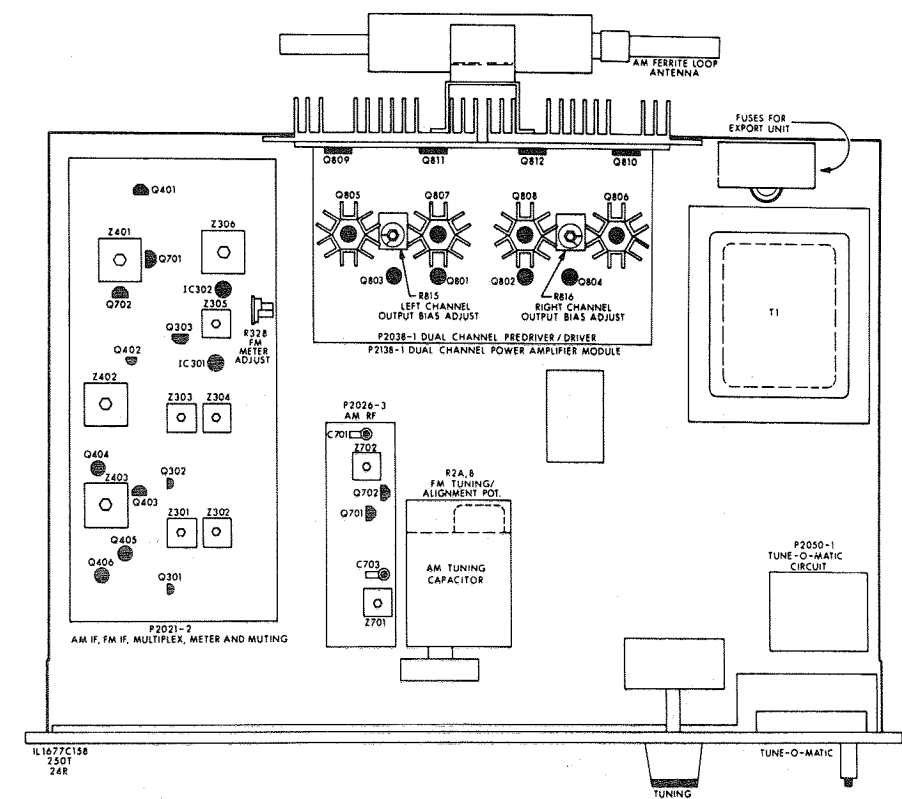 AM FERRITE LOOP
ANTENNA
FUSES FOR
EXPORT UNIT
Q809
Q811
Q812
Q810
Q401
Q805
Q807
Q808
Q806
Z401
Z306
Q701
Q803
Q801
Q802
Q804
IC302
Q702
Z305
R815
LEFT CHANNEL
OUTPUT BIAS ADJUST
R816
RIGHT CHANNEL
OUTPUT BIAS ADJUST
T1
Q303
R328
FM
METER
ADJUST
P2038-1 DUAL CHANNEL PREDRIVER/DRIVER
P2138-1 DUAL CHANNEL POWER AMPLIFIER MODULE
Q402
IC301
Z402
Z303
Z304
P2026-3
AM RF
C701
Z702
Q404
Z403
Q302
Q403
Q702
Q701
R2A,B
FM TUNING/
ALIGNMENT POT.
Z301
Z302
Q405
Q406
Q301
C703
Z701
AM TUNING
CAPACITOR
P2050-1
TUNE-O-MATIC
CIRCUIT
P2021-2
AM IF, FM IF, MULTIPLEX, METER AND MUTING
IL1677C158
250T
24R
TUNE-O-MATIC
TUNING